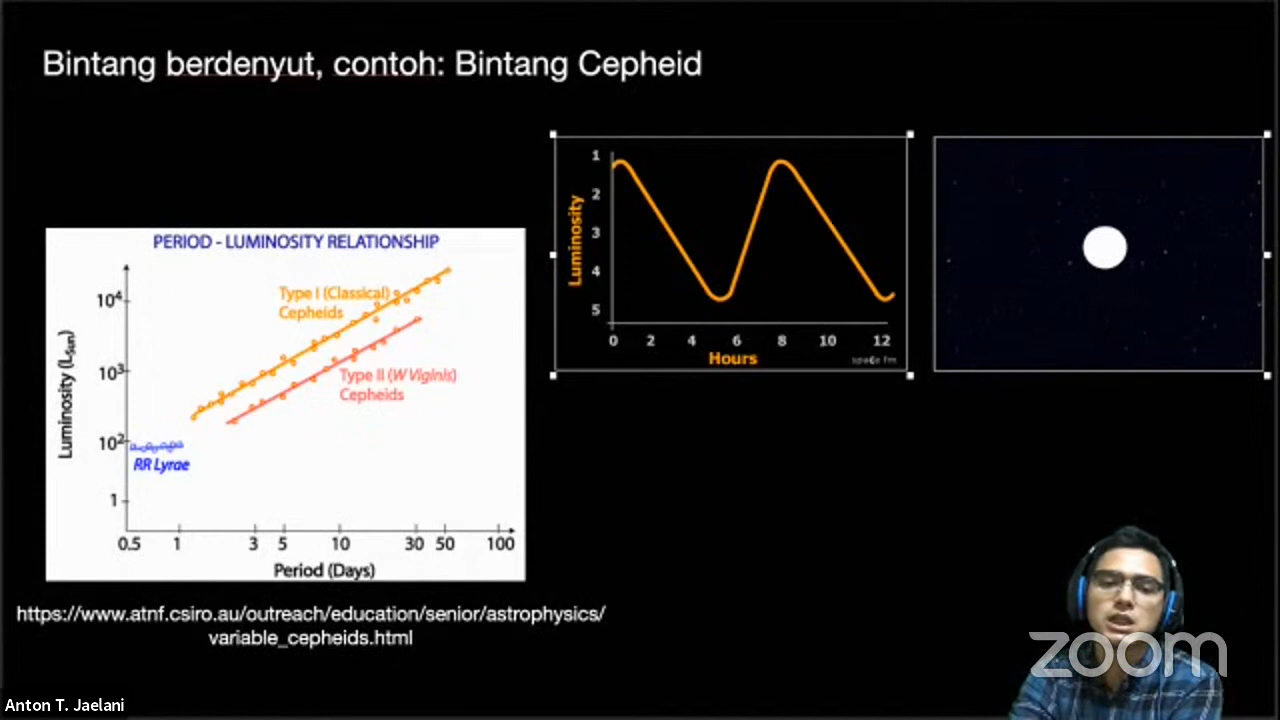 Bintang berdenyut, contoh: Bintang Cepheid
PERIOD - LUMINOSITY RELATIONSHIP
Luminosity (LSun)
10⁴
10³
10²
1
Type I (Classical)
Cepheids
Type II (W Viginis)
Cepheids
RR Lyrae
0.5 1 3 5 10 30 50 100
Period (Days)
https://www.atnf.csiro.au/outreach/education/senior/astrophysics/
variable_cepheids.html
Luminosity
1
2
3
4
5
0 2 4 6 8 10 12
Hours
zoom
Anton T. Jaelani